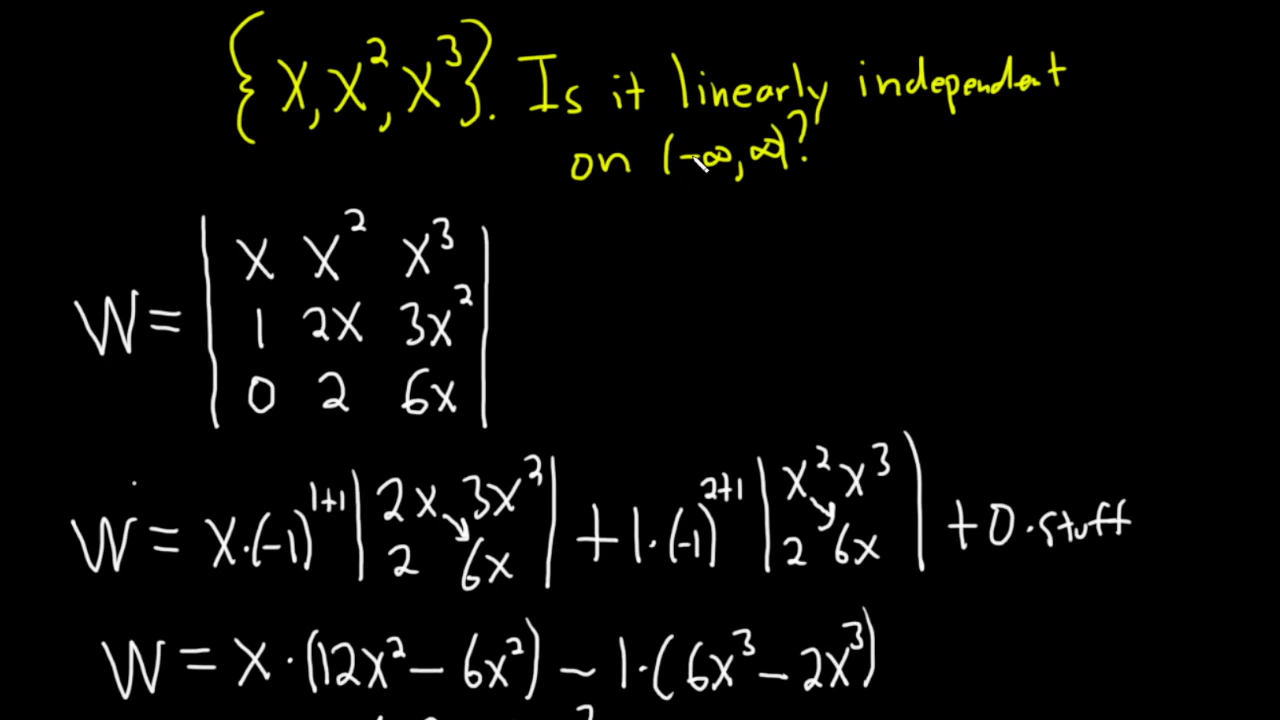 {x, x², x³}. Is it linearly independent
on (-∞, ∞)?
W = | x x² x³ |
| 1 2x 3x² |
| 0 2 6x |
W = x·(-1)¹⁺¹ | 2x 3x² | + 1·(-1)²⁺¹ | x² x³ | + 0·stuff
| 2 6x | | 2 6x |
W = x·(12x² - 6x²) - 1·(6x³ - 2x³)